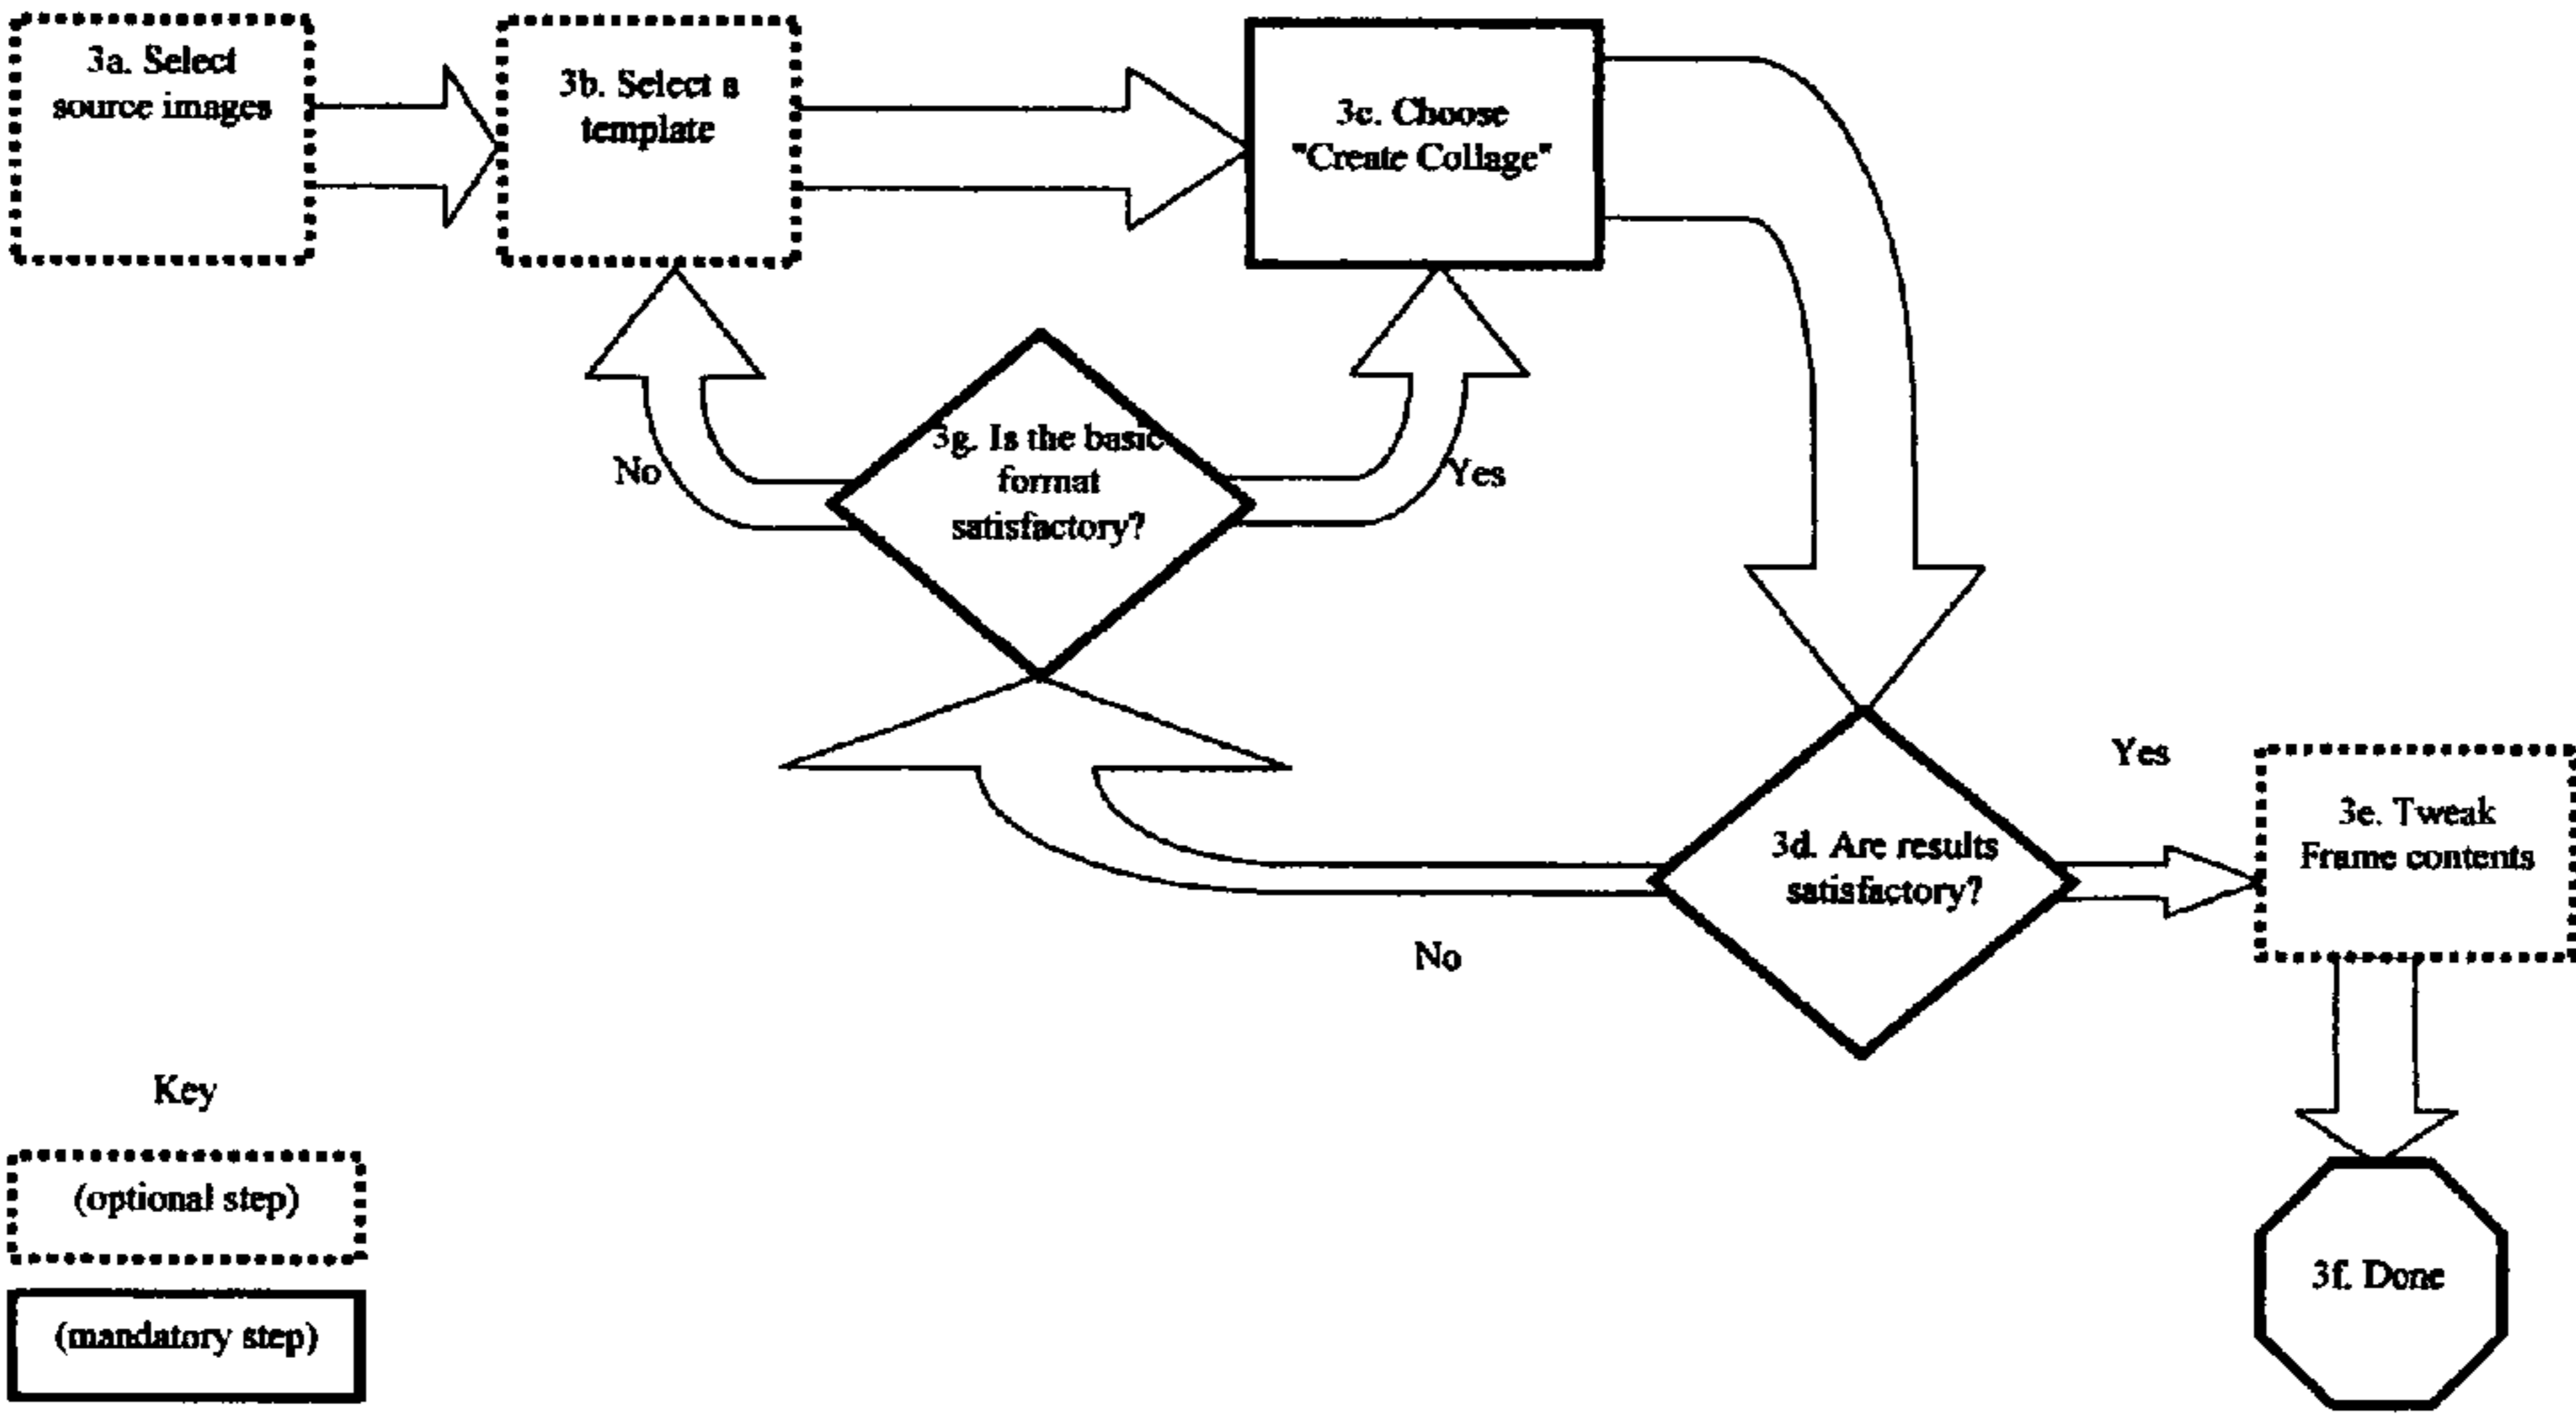 3a. Select
source images
3b. Select a
template
3c. Choose
"Create Collage"
3g. Is the basic
format
satisfactory?
No
Yes
3d. Are results
satisfactory?
Yes
No
3e. Tweak
Frame contents
3f. Done
Key
(optional step)
(mandatory step)